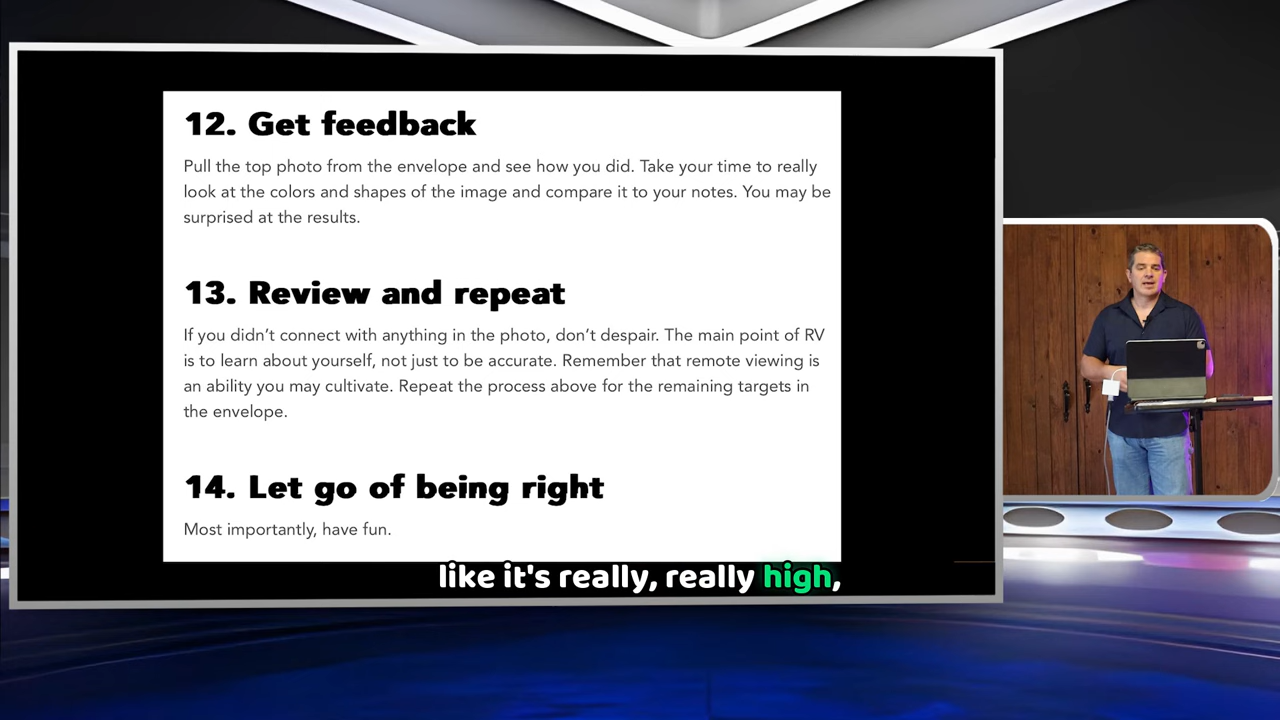 12. Get feedback
Pull the top photo from the envelope and see how you did. Take your time to really
look at the colors and shapes of the image and compare it to your notes. You may be
surprised at the results.
13. Review and repeat
If you didn’t connect with anything in the photo, don’t despair. The main point of RV
is to learn about yourself, not just to be accurate. Remember that remote viewing is
an ability you may cultivate. Repeat the process above for the remaining targets in
the envelope.
14. Let go of being right
Most importantly, have fun.
like it's really, really high,